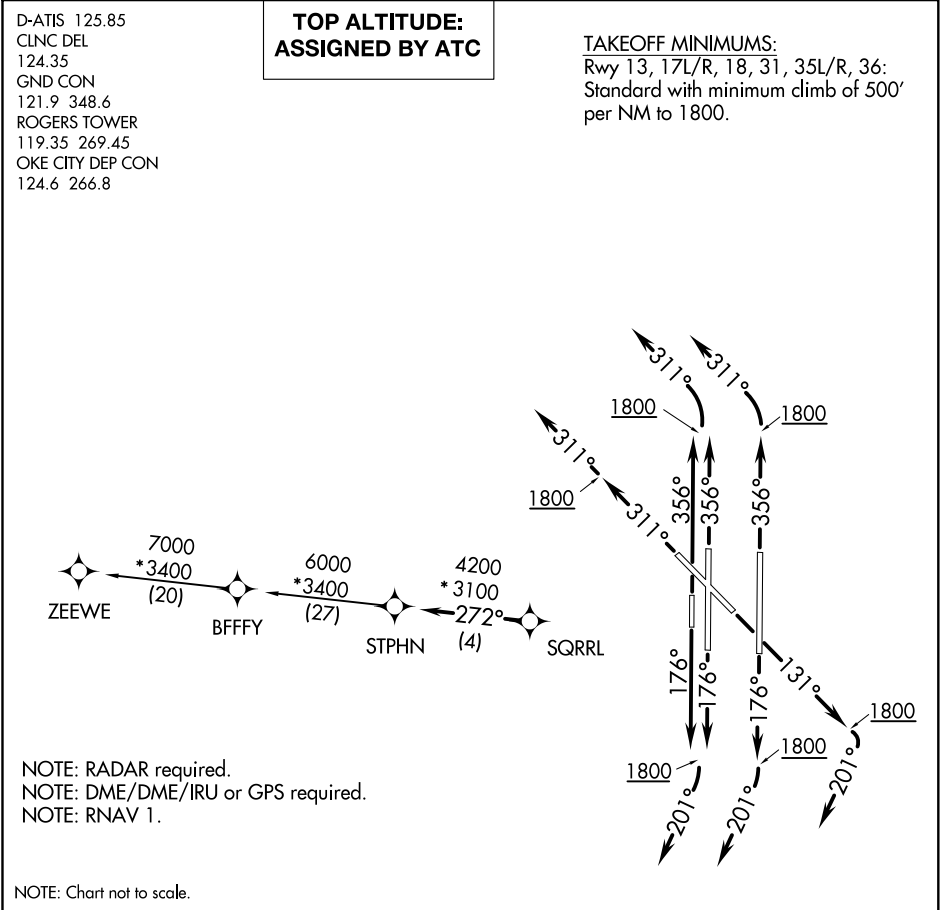 D-ATIS 125.85
CLNC DEL
124.35
GND CON
121.9 348.6
ROGERS TOWER
119.35 269.45
OKE CITY DEP CON
124.6 266.8
TOP ALTITUDE:
ASSIGNED BY ATC
TAKEOFF MINIMUMS:
Rwy 13, 17L/R, 18, 31, 35L/R, 36:
Standard with minimum climb of 500'
per NM to 1800.
311°
311°
1800
1800
311°
1800
356°
356°
356°
311°
7000
*3400
(20)
6000
*3400
(27)
4200
*3100
272°
(4)
ZEEWE
BFFFY
STPHN
SQRRL
176°
176°
176°
131°
1800
1800
1800
201°
201°
201°
NOTE: RADAR required.
NOTE: DME/DME/IRU or GPS required.
NOTE: RNAV 1.
NOTE: Chart not to scale.